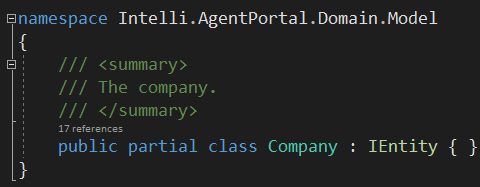 namespace Intelli.AgentPortal.Domain.Model
{
/// <summary>
/// The company.
/// </summary>
17 references
public partial class Company : IEntity { }
}